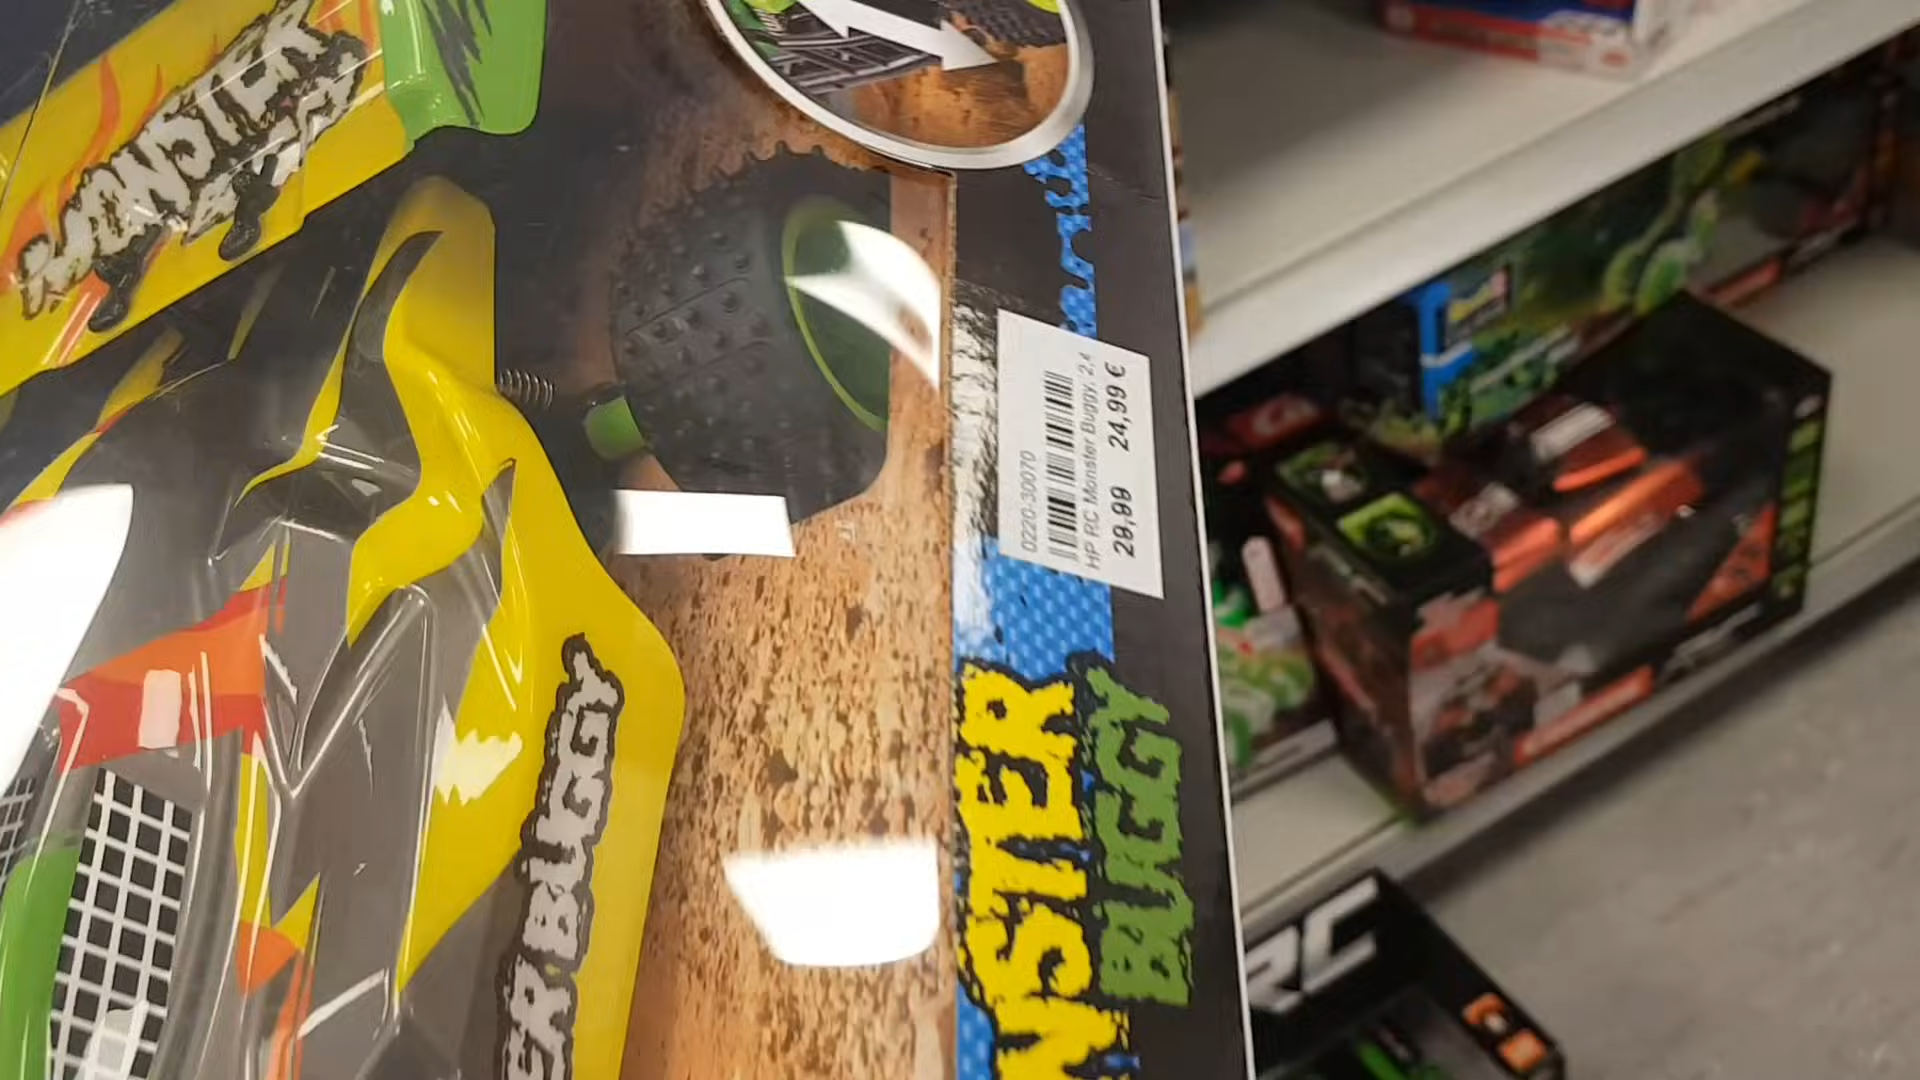 MONSTER
0220-30070
HP RC Monster Buggy, 2,4
29,99 24,99 €
NSTER
BUGGY
ER BUGGY
RC